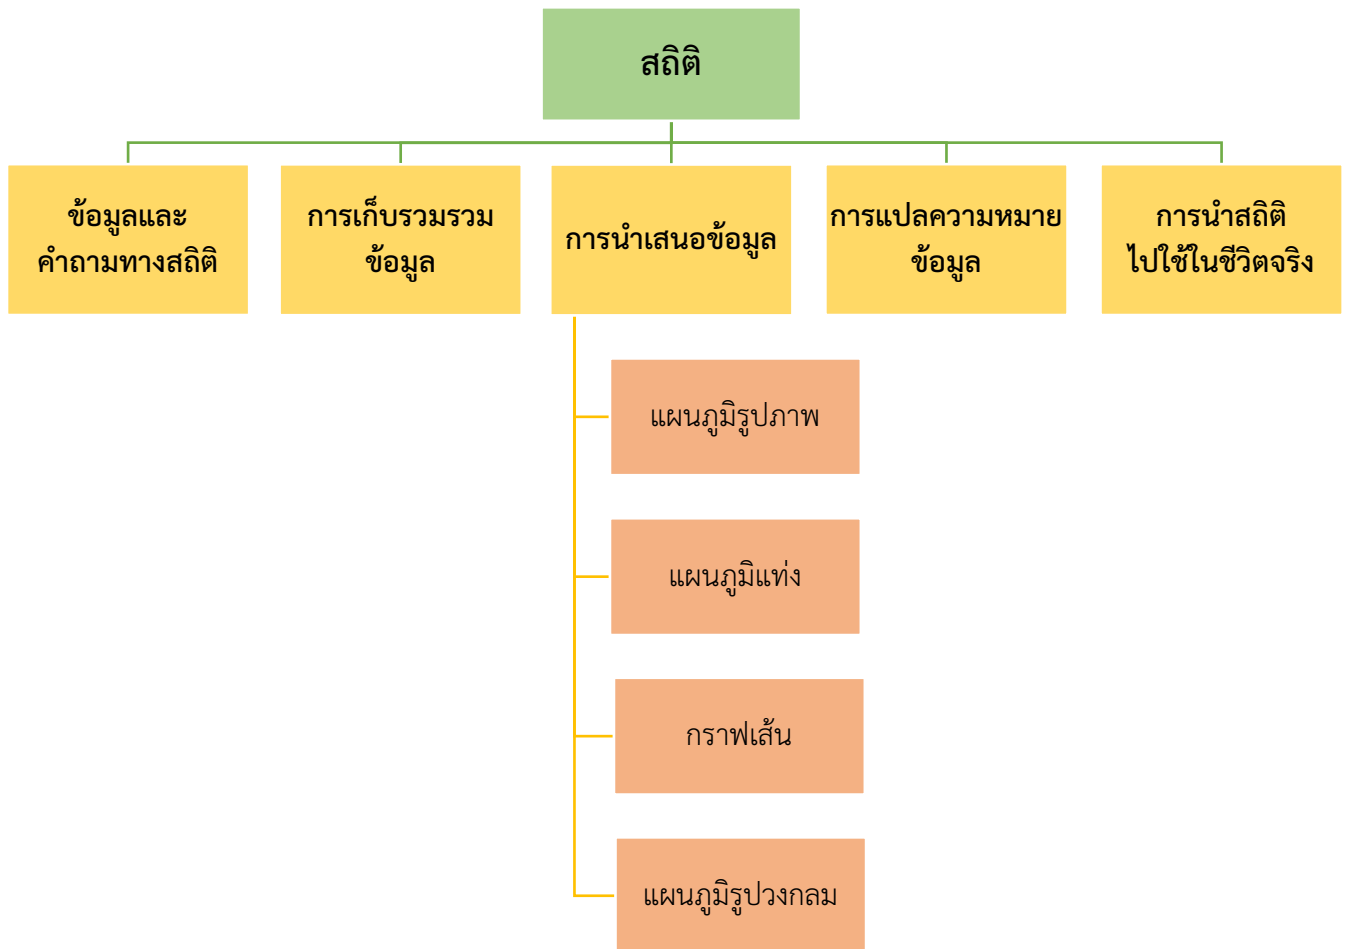 สถิติ
ข้อมูลและ
คำถามทางสถิติ
การเก็บรวมรวม
ข้อมูล
การนำเสนอข้อมูล
การแปลความหมาย
ข้อมูล
การนำสถิติ
ไปใช้ในชีวิตจริง
แผนภูมิรูปภาพ
แผนภูมิแท่ง
กราฟเส้น
แผนภูมิรูปวงกลม